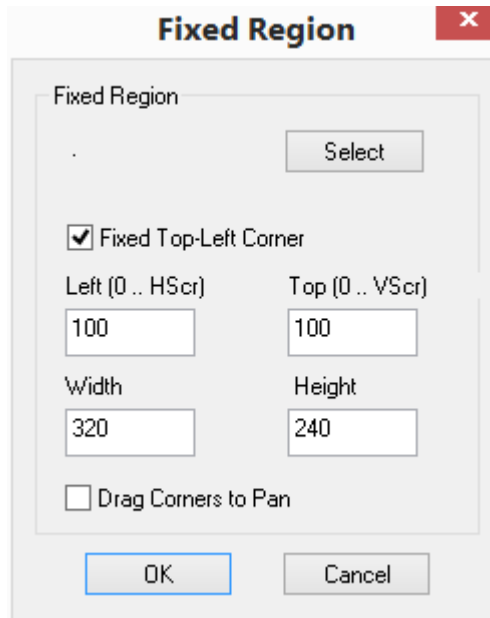 Fixed Region
Fixed Region
. Select
Fixed Top-Left Corner
Left (0 .. HScr) Top (0 .. VScr)
100 100
Width Height
320 240
Drag Corners to Pan
OK Cancel